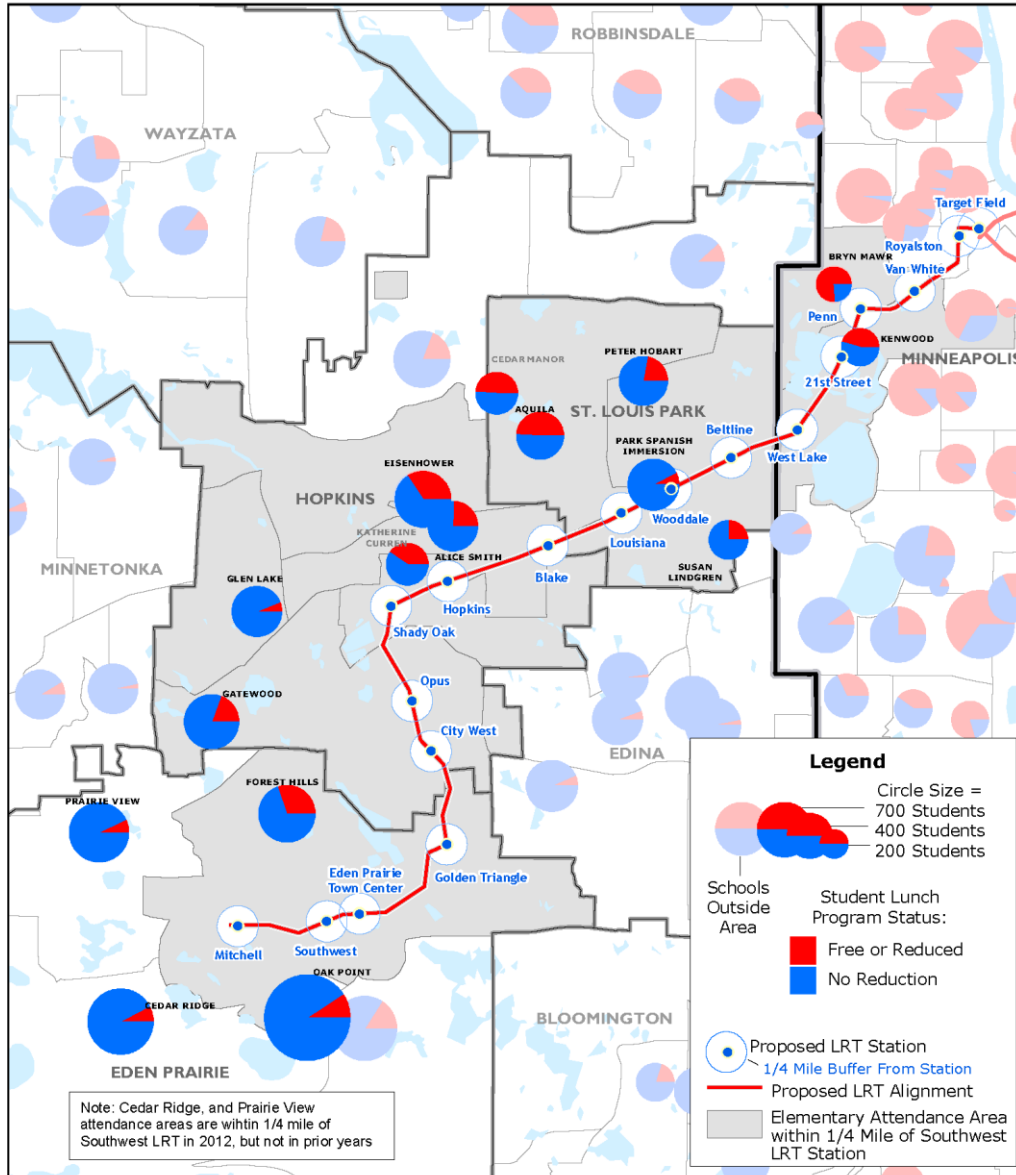 ROBBINSDALE
WAYZATA
Target Field
Royalston
BRYN MAWR
Van White
Penn
KENWOOD
MINNEAPOLIS
21st Street
CEDAR MANOR
PETER HOBART
AQUILA
ST. LOUIS PARK
Beltline
PARK SPANISH
IMMERSION
West Lake
EISENHOWER
HOPKINS
Wooddale
Louisiana
KATHERINE
CURREN
ALICE SMITH
Blake
SUSAN
LINDGREN
MINNETONKA
GLEN LAKE
Hopkins
Shady Oak
Opus
GATEWOOD
City West
EDINA
FOREST HILLS
PRAIRIE VIEW
Eden Prairie
Town Center
Golden Triangle
Mitchell
Southwest
OAK POINT
CEDAR RIDGE
BLOOMINGTON
EDEN PRAIRIE
Note: Cedar Ridge, and Prairie View
attendance areas are whithin 1/4 mile of
Southwest LRT in 2012, but not in prior years
Legend
Circle Size =
700 Students
400 Students
200 Students
Schools
Outside
Area
Student Lunch
Program Status:
Free or Reduced
No Reduction
Proposed LRT Station
1/4 Mile Buffer From Station
Proposed LRT Alignment
Elementary Attendance Area
within 1/4 Mile of Southwest
LRT Station